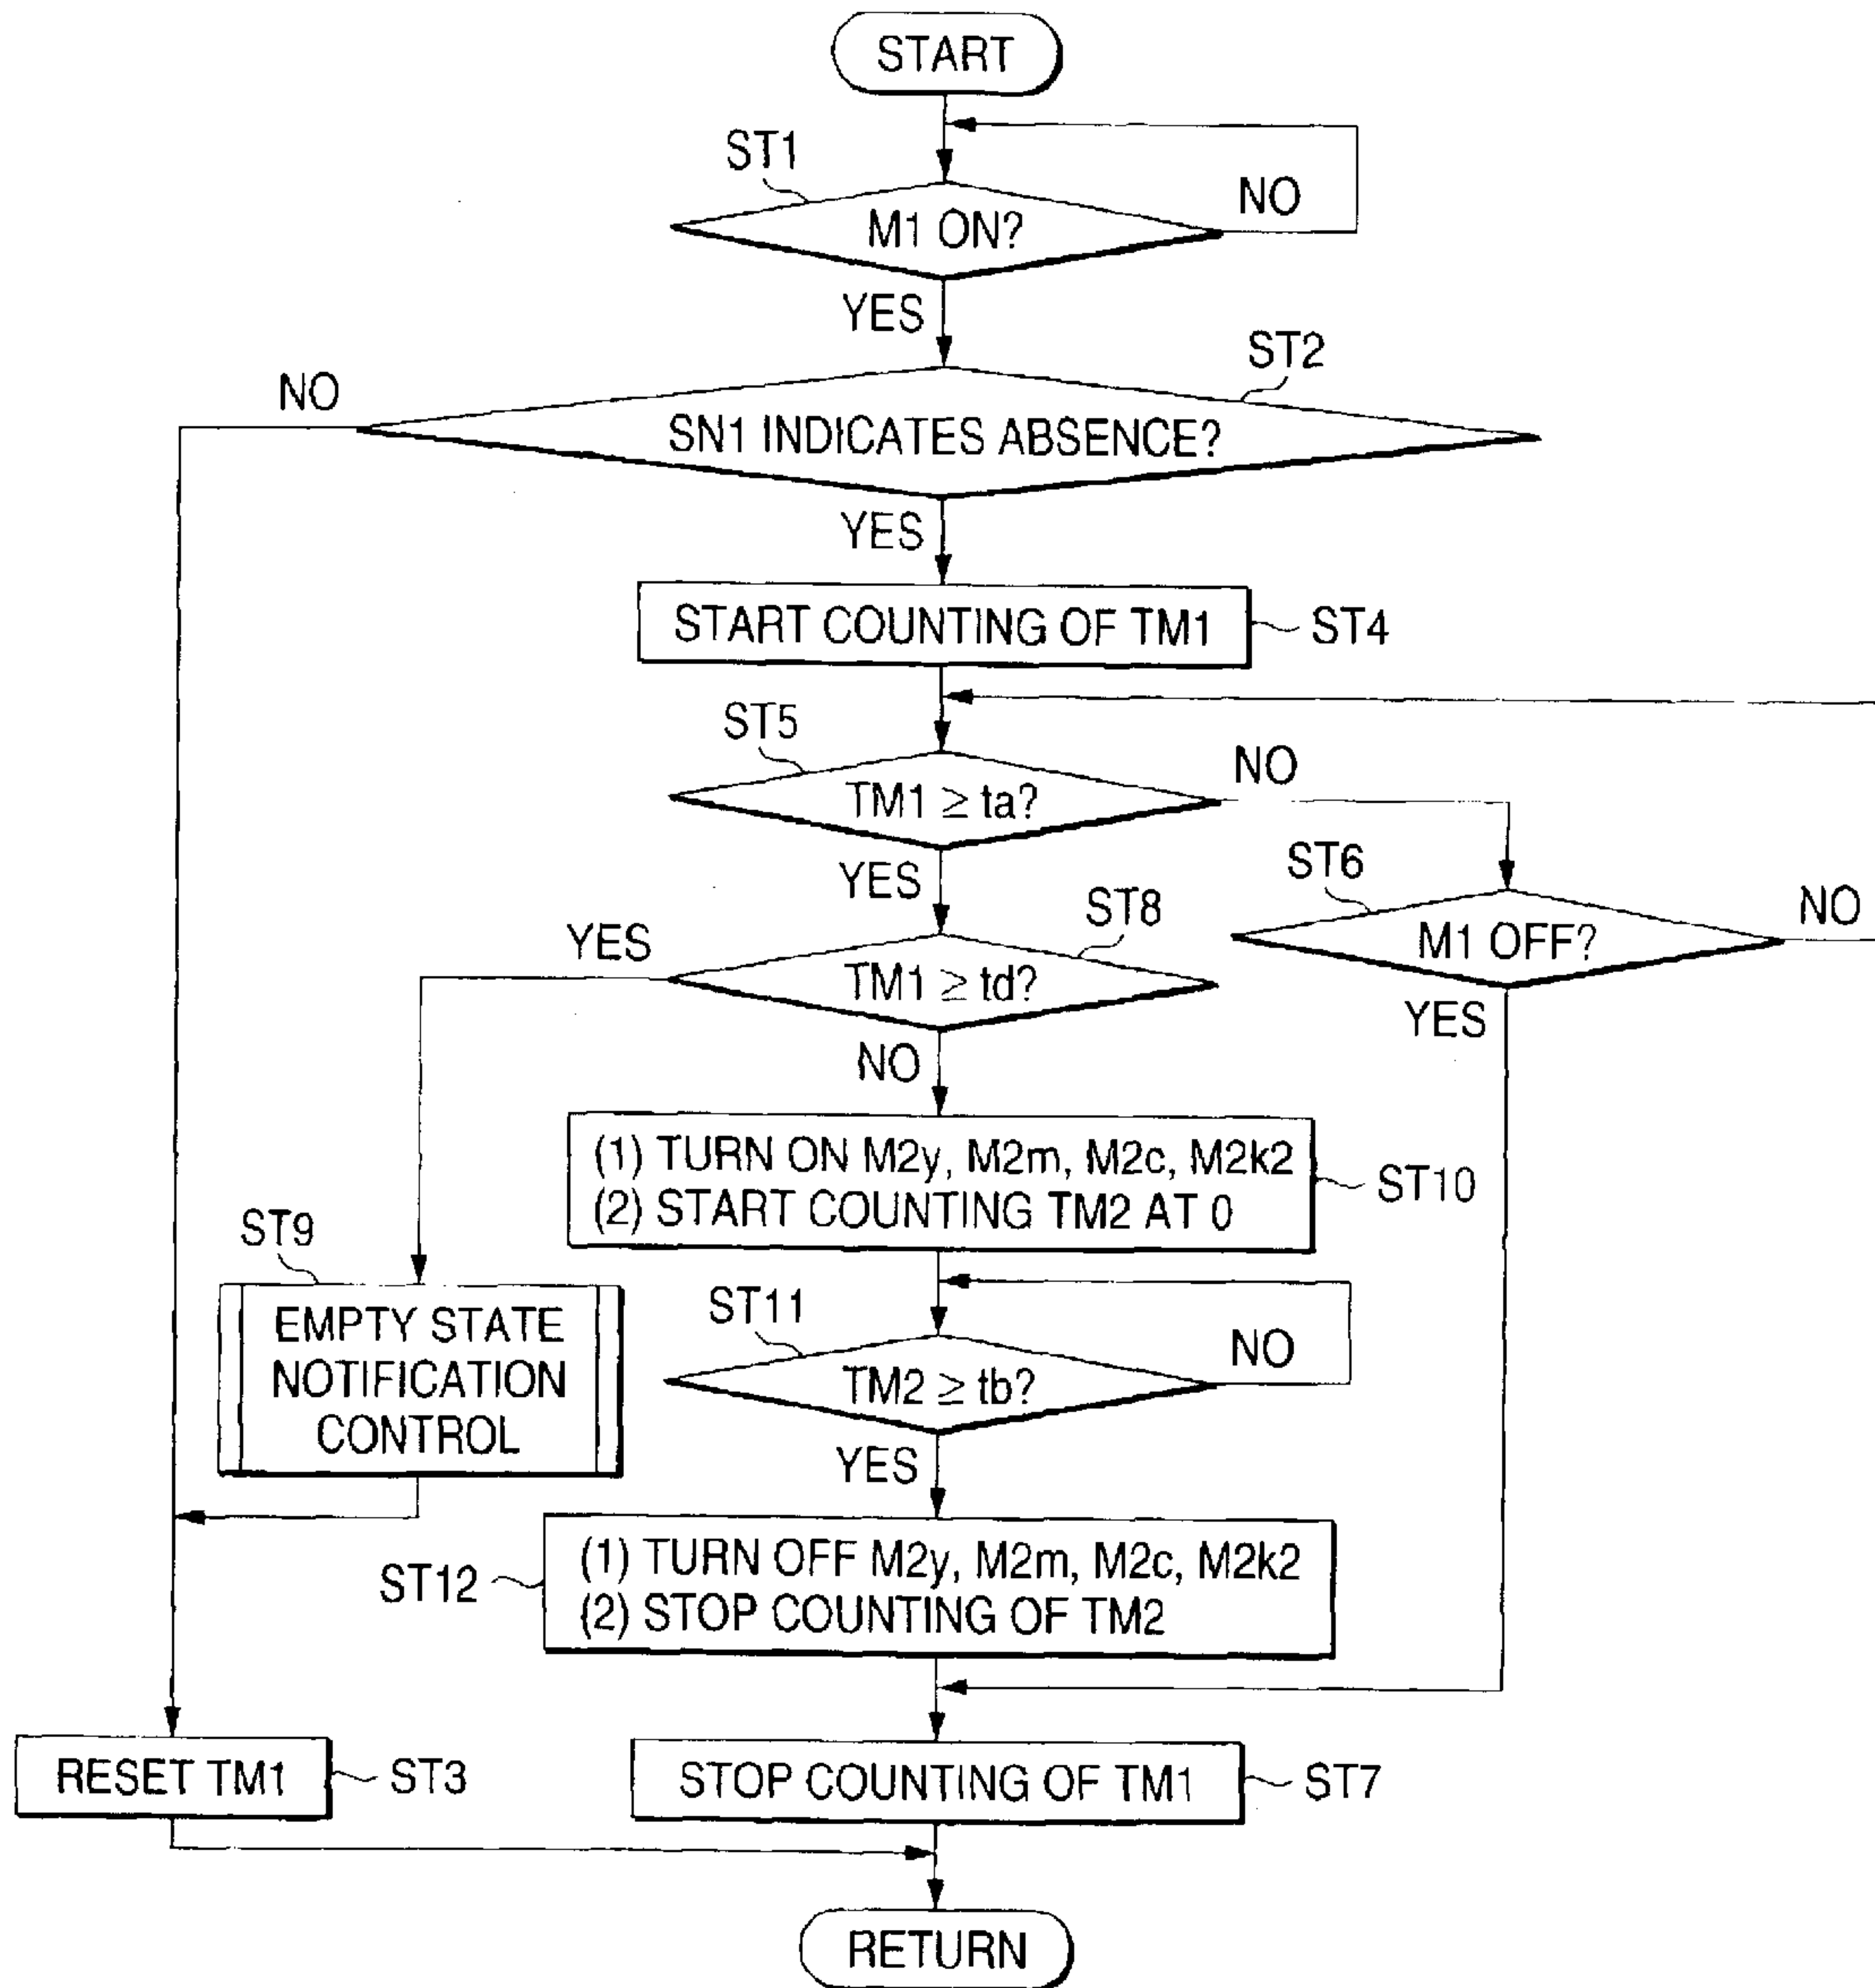 START
ST1
NO
M1 ON?
YES
ST2
NO
SN1 INDICATES ABSENCE?
YES
START COUNTING OF TM1
ST4
ST5
NO
TM1 ≥ ta?
YES
ST6
NO
M1 OFF?
YES
ST8
YES
TM1 ≥ td?
NO
(1) TURN ON M2y, M2m, M2c, M2k2
(2) START COUNTING TM2 AT 0
ST10
ST9
EMPTY STATE
NOTIFICATION
CONTROL
ST11
NO
TM2 ≥ tb?
YES
ST12
(1) TURN OFF M2y, M2m, M2c, M2k2
(2) STOP COUNTING OF TM2
RESET TM1
ST3
STOP COUNTING OF TM1
ST7
RETURN